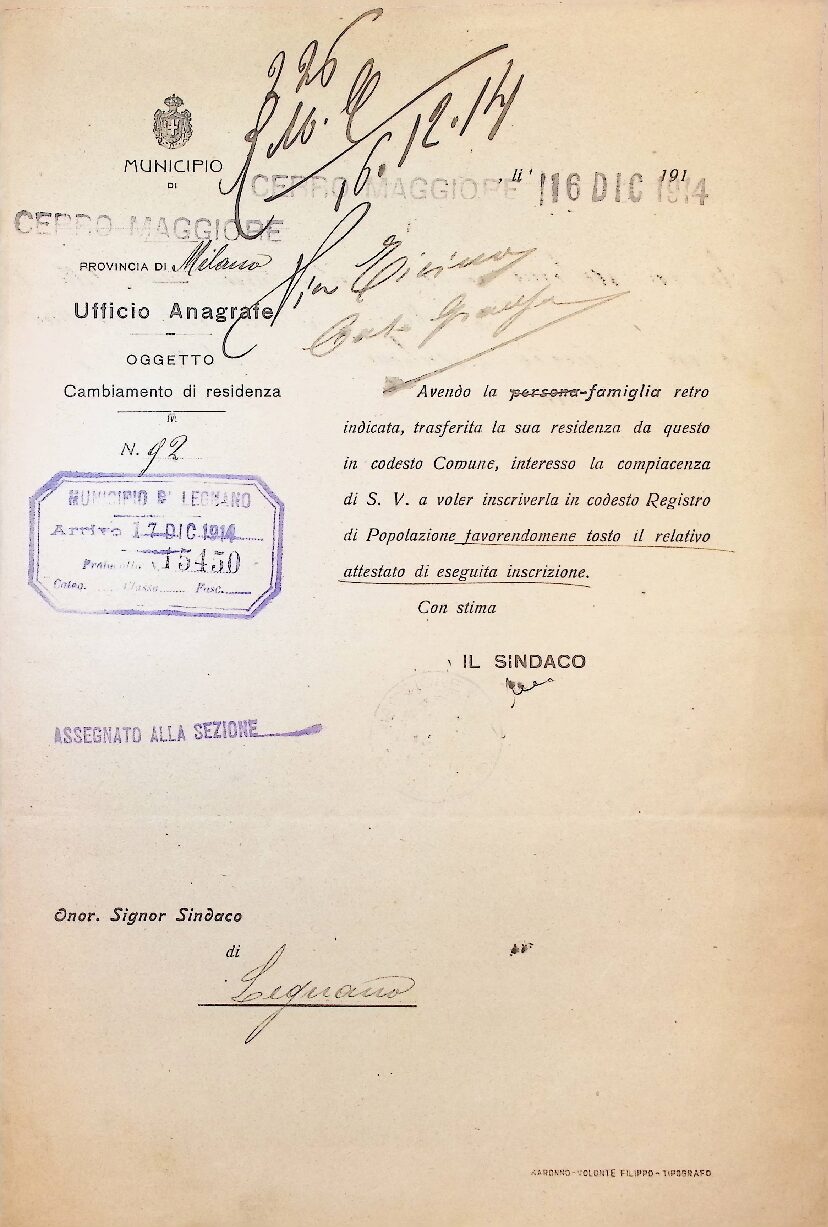 226
16.12.14
MUNICIPIO
DI
CERRO MAGGIORE
CERRO MAGGIORE, li 16 DIC 1914
PROVINCIA DI Milano
Via Ticino
Ufficio Anagrafe
OGGETTO
Cambiamento di residenza
N. 92
Avendo la persona-famiglia retro
indicata, trasferita la sua residenza da questo
in codesto Comune, interesso la compiacenza
di S. V. a voler inscriverla in codesto Registro
di Popolazione favorendomene tosto il relativo
attestato di eseguita inscrizione.
Con stima
IL SINDACO
MUNICIPIO DI LEGNANO
Arrivo 17 DIC. 1914
15450
Categ. Classe Fasc.
ASSEGNATO ALLA SEZIONE
Onor. Signor Sindaco
di
Legnano
SARONNO-VOLONTE FILIPPO-TIPOGRAFO